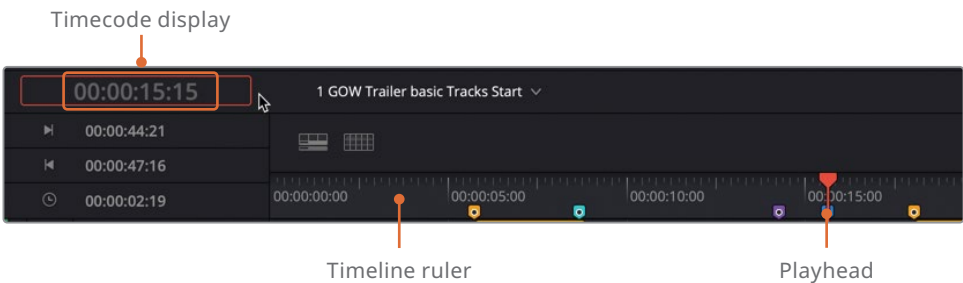 Timecode display
00:00:15:15
1 GOW Trailer basic Tracks Start
00:00:44:21
00:00:47:16
00:00:02:19
00:00:00:00 00:00:05:00 00:00:10:00 00:00:15:00
Timeline ruler
Playhead